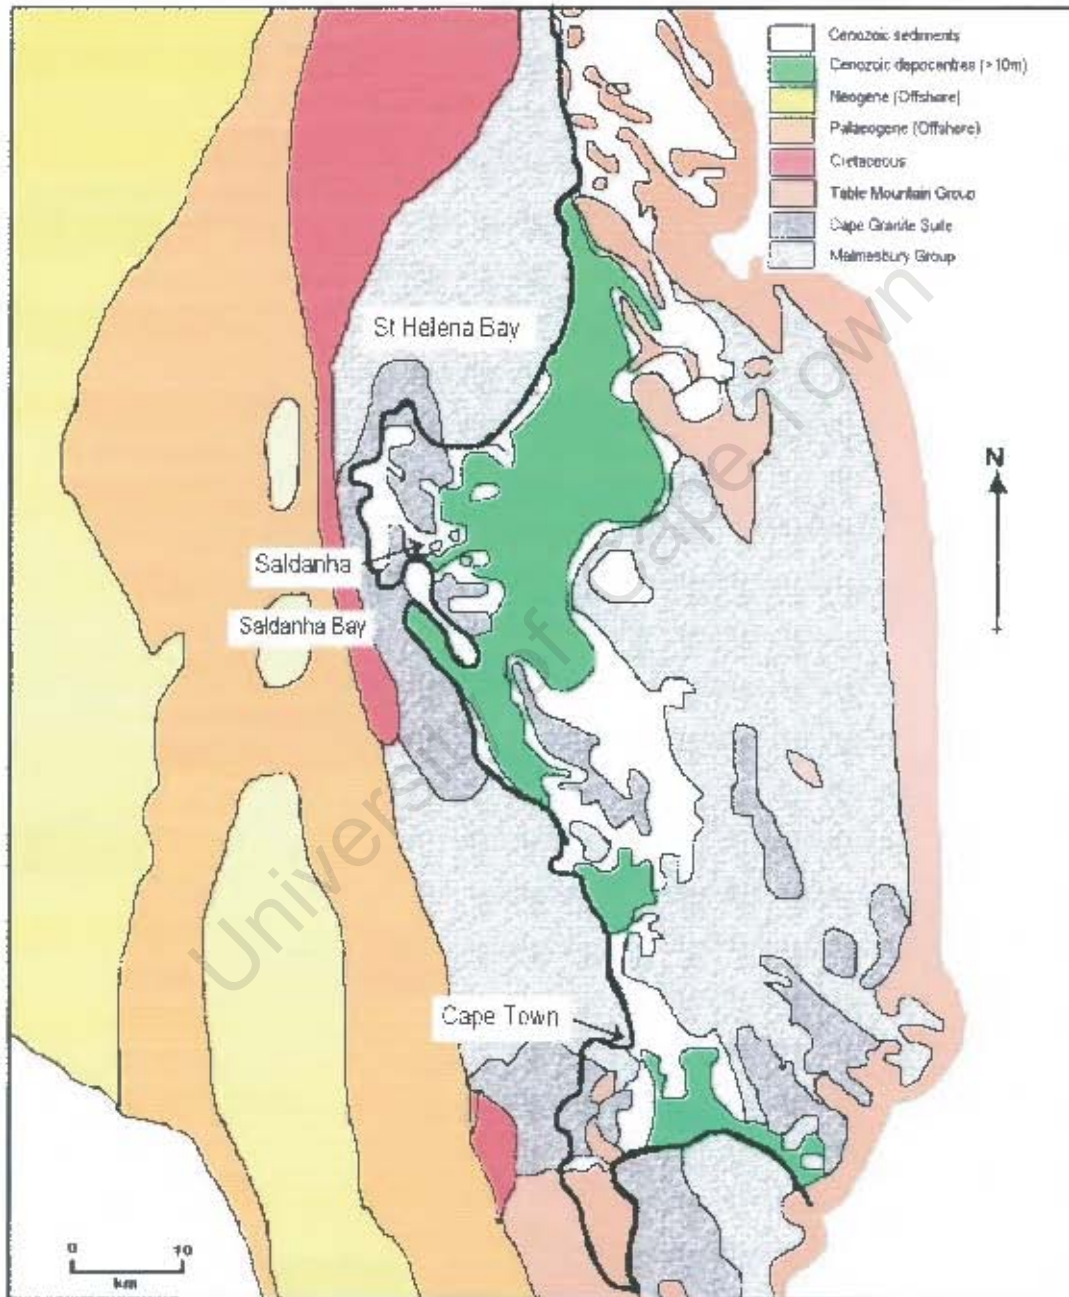 Cenozoic sediments
Cenozoic depocentres (>10m)
Neogene (Offshore)
Palaeogene (Offshore)
Cretaceous
Table Mountain Group
Cape Granite Suite
Malmesbury Group
St Helena Bay
N
Saldanha
Saldanha Bay
Cape Town
0 10
km
University of Cape Town